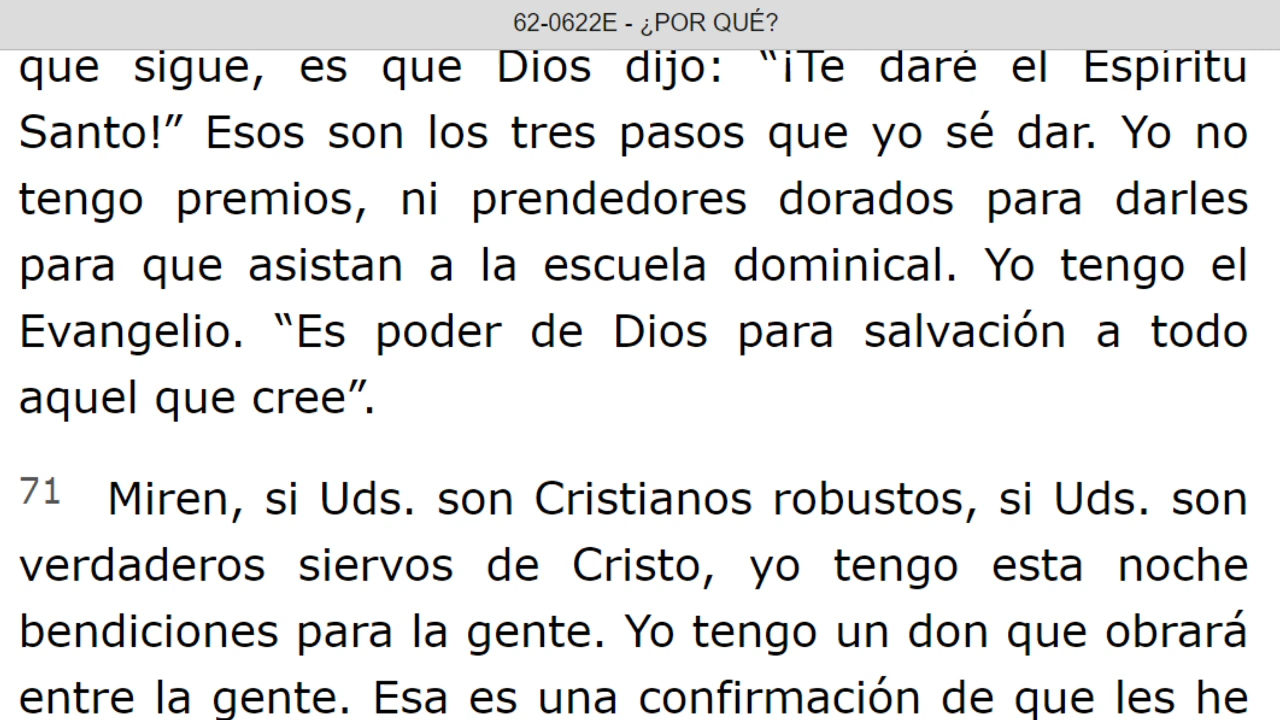 62-0622E - ¿POR QUÉ?
que sigue, es que Dios dijo: “¡Te daré el Espíritu
Santo!” Esos son los tres pasos que yo sé dar. Yo no
tengo premios, ni prendedores dorados para darles
para que asistan a la escuela dominical. Yo tengo el
Evangelio. “Es poder de Dios para salvación a todo
aquel que cree”.
71 Miren, si Uds. son Cristianos robustos, si Uds. son
verdaderos siervos de Cristo, yo tengo esta noche
bendiciones para la gente. Yo tengo un don que obrará
entre la gente. Esa es una confirmación de que les he